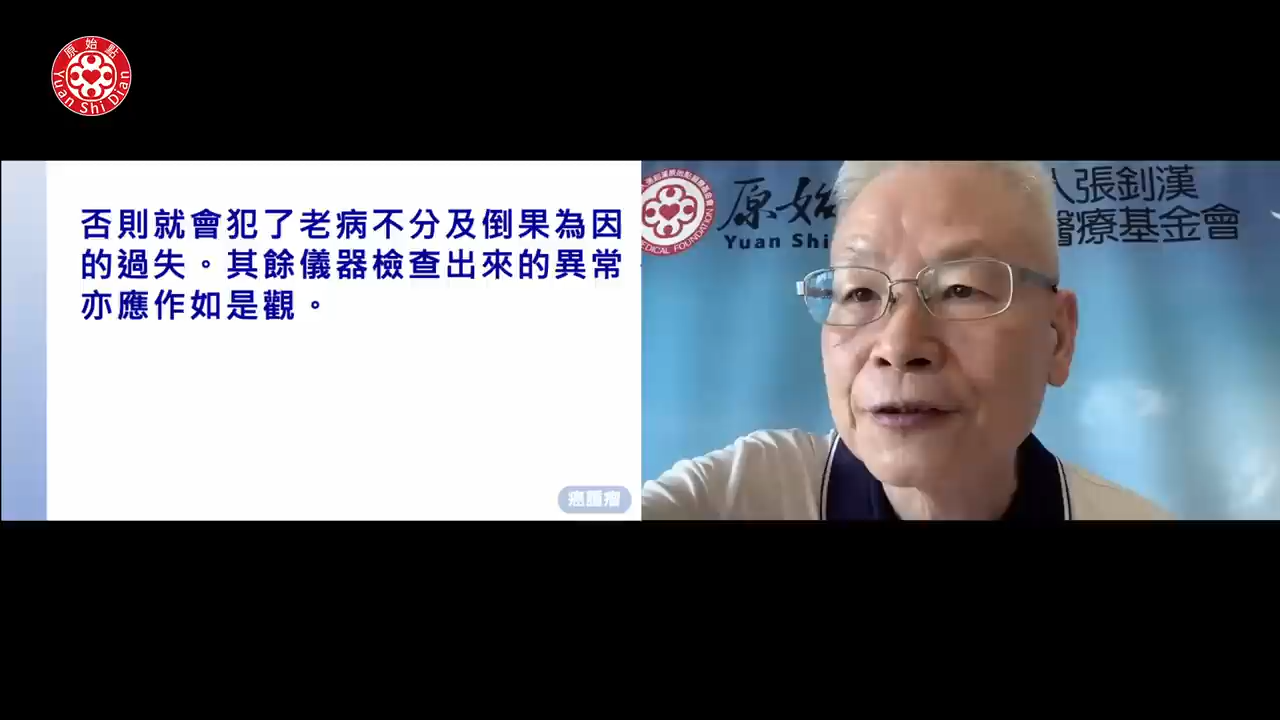 原始點
Yuan Shi Dian
否則就會犯了老病不分及倒果為因
的過失。其餘儀器檢查出來的異常
亦應作如是觀。
癌腫瘤
原始
Yuan Shi
人張釗漢
醫療基金會